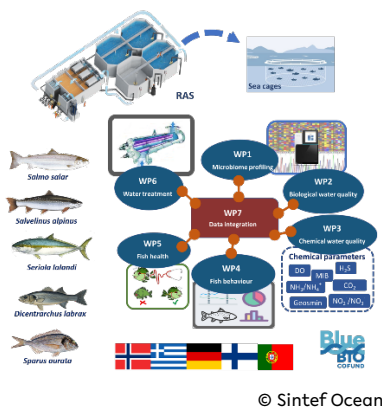 RAS
Sea cages
WP1
Microbiome profiling
WP6
Water treatment
WP2
Biological water quality
Salmo salar
WP7
Data integration
WP3
Chemical water quality
Salvelinus alpinus
WP5
Fish health
WP4
Fish behaviour
Chemical parameters
DO
H₂S
MIB
NH₃/NH₄⁺
CO₂
Geosmin
NO₂⁻/NO₃⁻
Seriola lalandi
Dicentrarchus labrax
Sparus aurata
Blue
BIO
COFUND
© Sintef Ocean